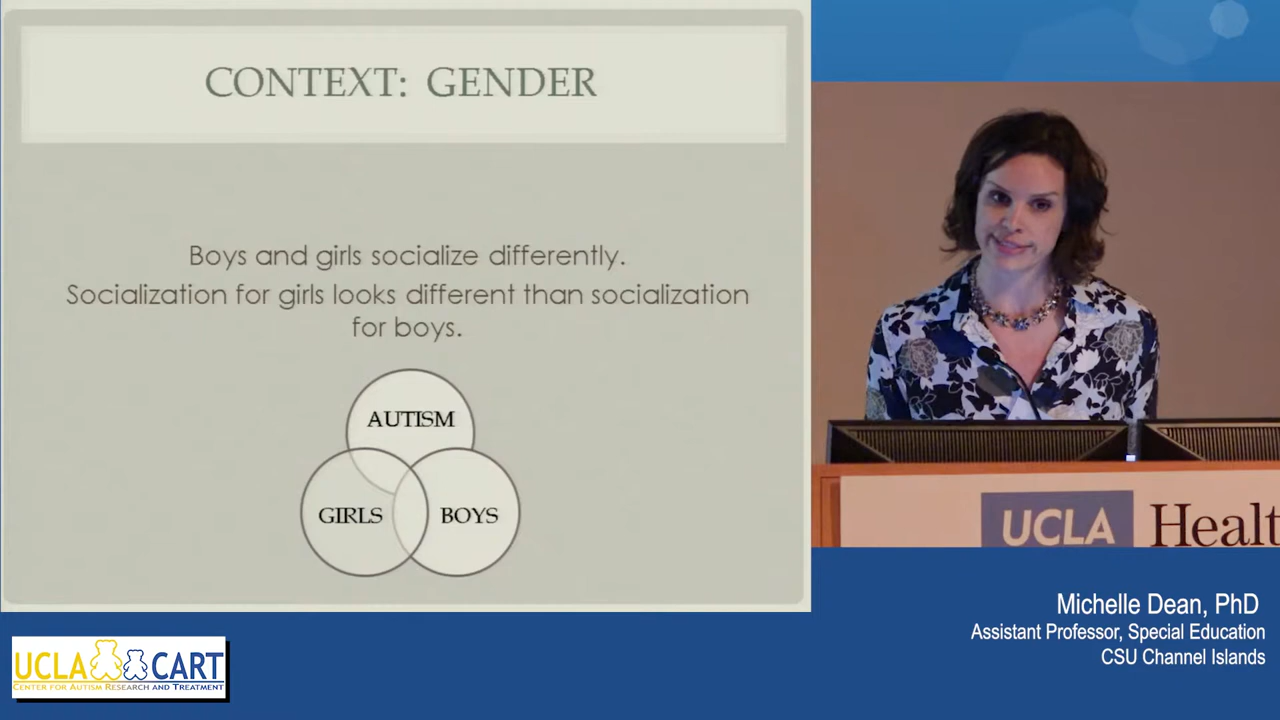 CONTEXT: GENDER
Boys and girls socialize differently.
Socialization for girls looks different than socialization
for boys.
AUTISM
GIRLS
BOYS
UCLA Healt
Michelle Dean, PhD
Assistant Professor, Special Education
CSU Channel Islands
UCLA CART
CENTER FOR AUTISM RESEARCH AND TREATMENT